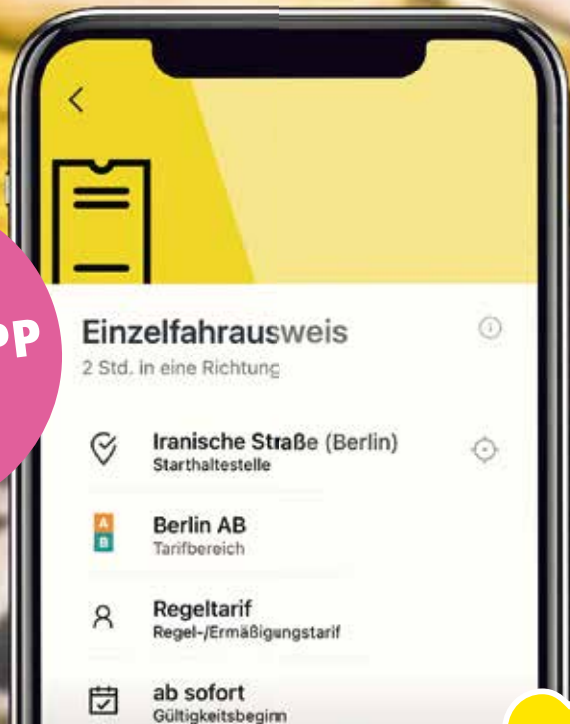 PP
Einzelfahrausweis
2 Std. in eine Richtung
Iranische Straße (Berlin)
Starthaltestelle
A
B
Berlin AB
Tarifbereich
Regeltarif
Regel-/Ermäßigungstarif
ab sofort
Gültigkeitsbeginn